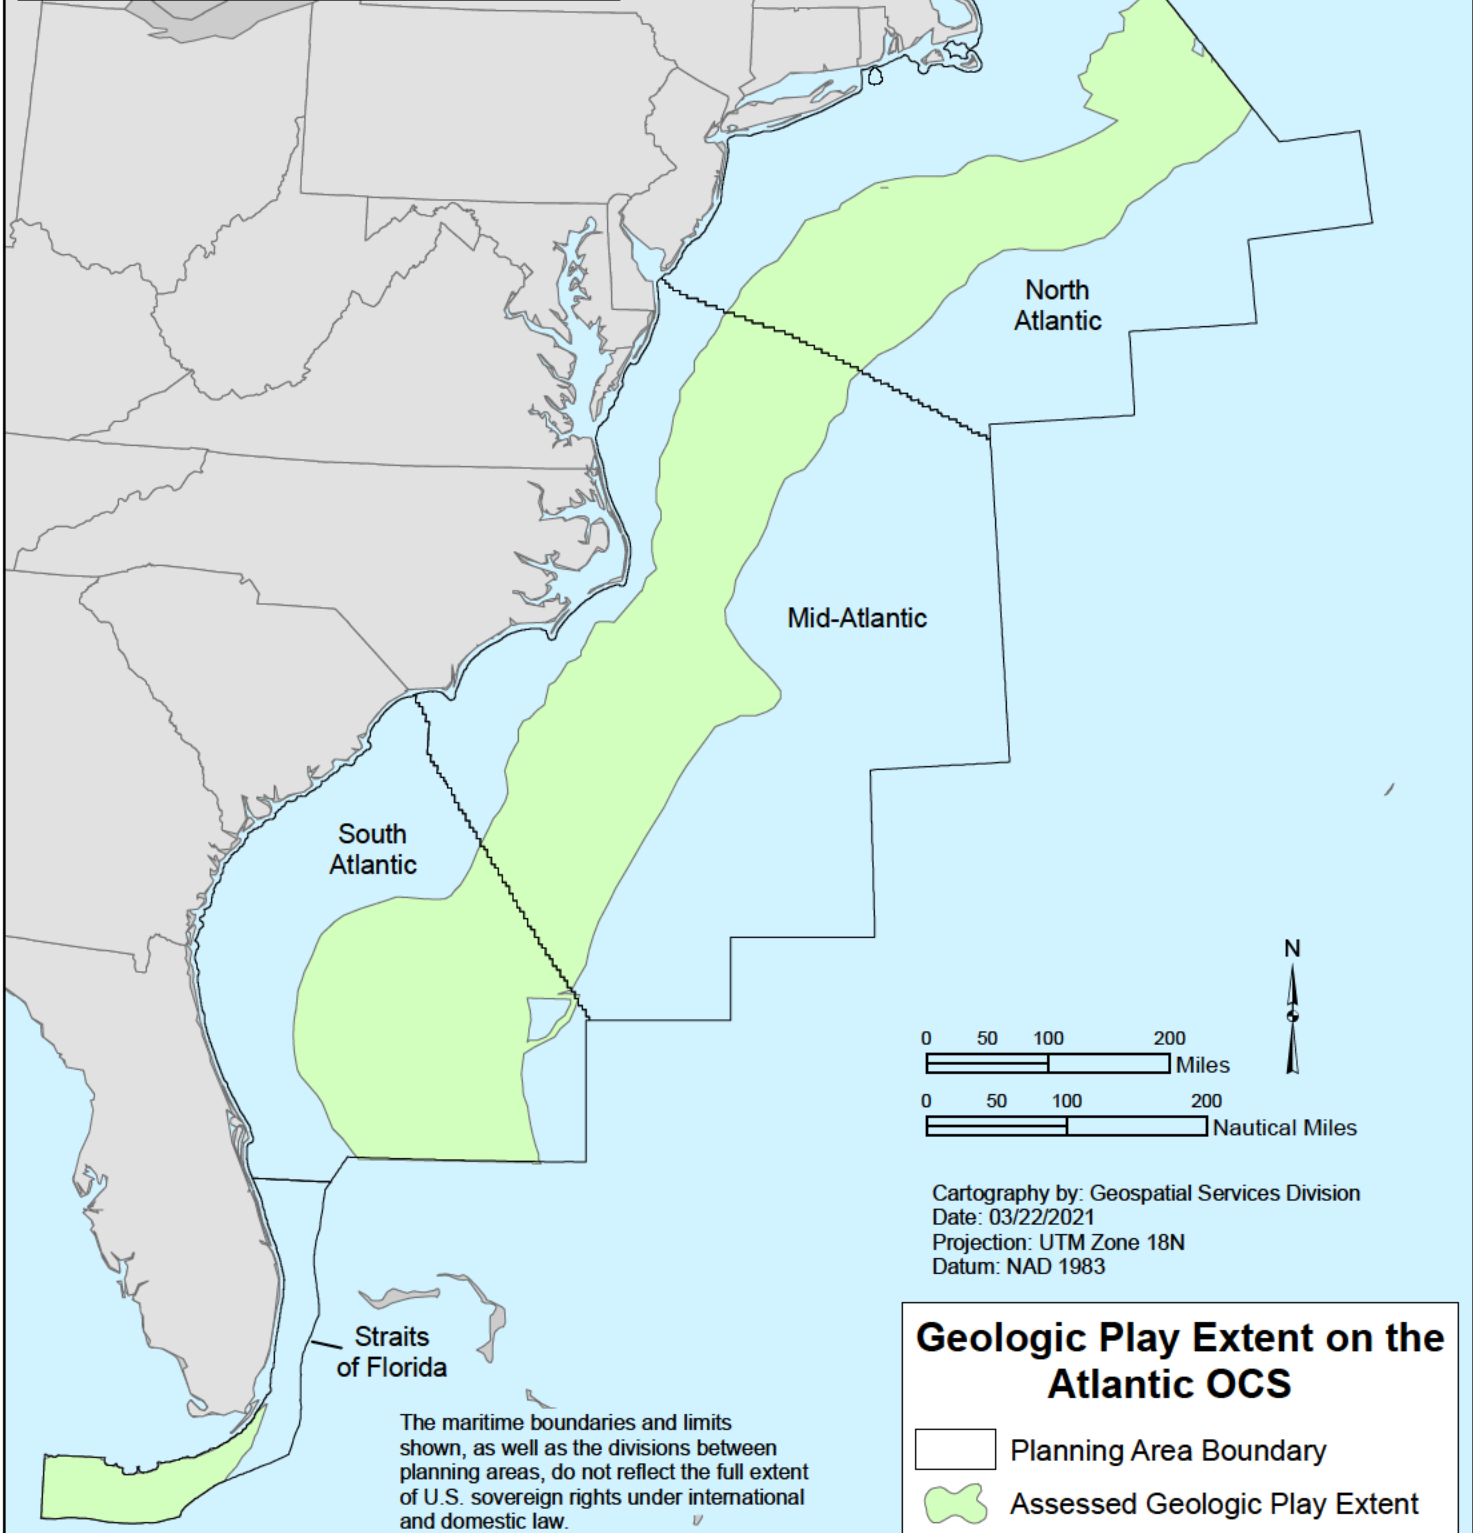 North
Atlantic
Mid-Atlantic
South
Atlantic
N
0 50 100 200
Miles
0 50 100 200
Nautical Miles
Cartography by: Geospatial Services Division
Date: 03/22/2021
Projection: UTM Zone 18N
Datum: NAD 1983
Straits
of Florida
The maritime boundaries and limits
shown, as well as the divisions between
planning areas, do not reflect the full extent
of U.S. sovereign rights under international
and domestic law.
Geologic Play Extent on the
Atlantic OCS
Planning Area Boundary
Assessed Geologic Play Extent